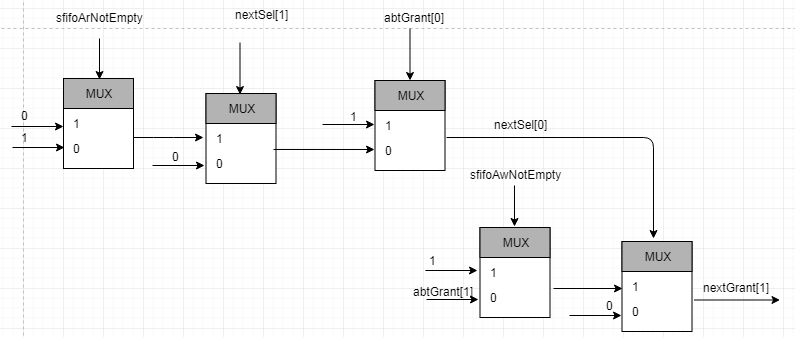 sfifoArNotEmpty
nextSel[1]
abtGrant[0]
MUX
0
1
1
0
MUX
1
0
0
MUX
1
1
0
nextSel[0]
sfifoAwNotEmpty
MUX
1
1
abtGrant[1]
0
MUX
1
0
0
nextGrant[1]